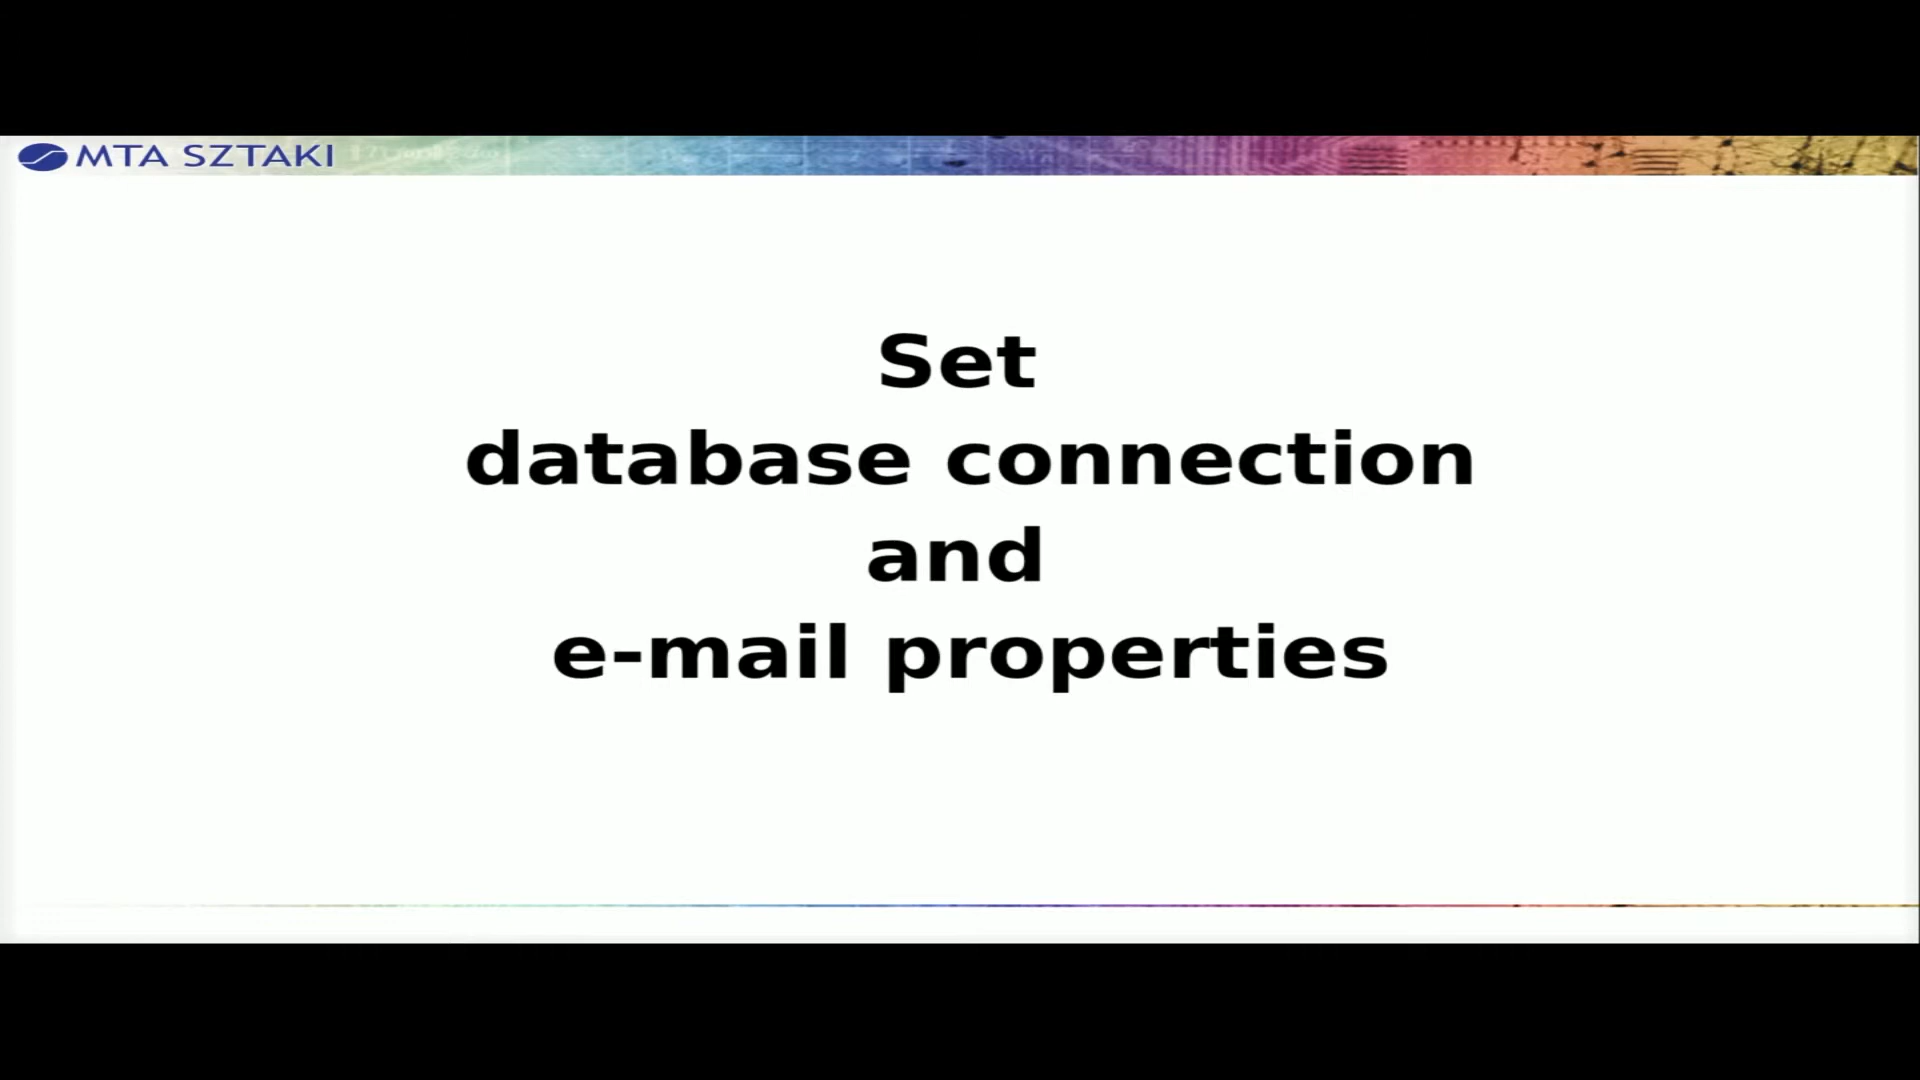 MTA SZTAKI
Set
database connection
and
e-mail properties